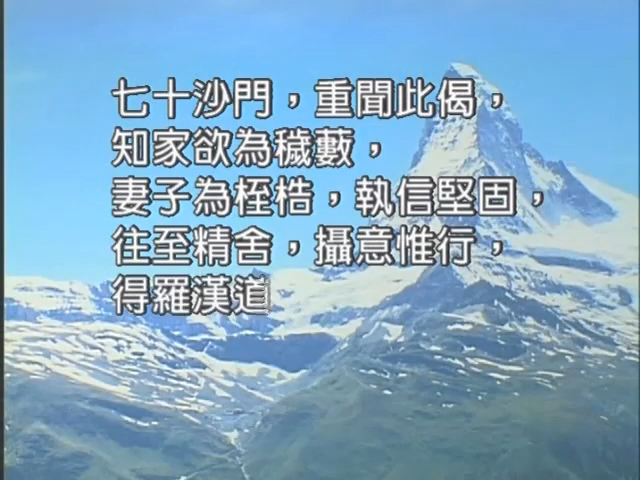 七十沙門，重聞此偈，
知家欲為穢藪，
妻子為桎梏，執信堅固，
往至精舍，攝意惟行，
得羅漢道